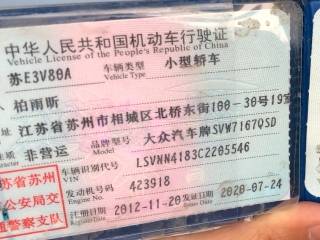 中华人民共和国机动车行驶证
Vehicle License of the People's Republic of China
苏E3V80A 车辆类型 Vehicle Type 小型轿车
柏雨昕
江苏省苏州市相城区北桥东街100-30号19室
非营运 品牌型号 大众汽车牌SVW7167QSD
车辆识别代号 VIN LSVNN4183C2205546
发动机号码 Engine No. 423918
注册日期 2012-11-20 发证日期 2020-07-24
苏省苏州
公安局交
通警察支队